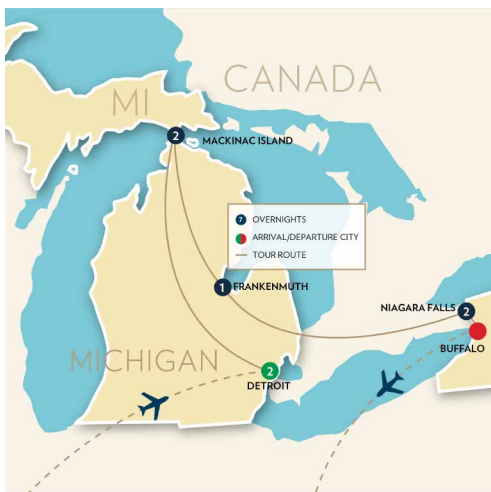 CANADA
MI
2
MACKINAC ISLAND
7 OVERNIGHTS
ARRIVAL/DEPARTURE CITY
TOUR ROUTE
1 FRANKENMUTH
NIAGARA FALLS 2
BUFFALO
MICHIGAN
2
DETROIT